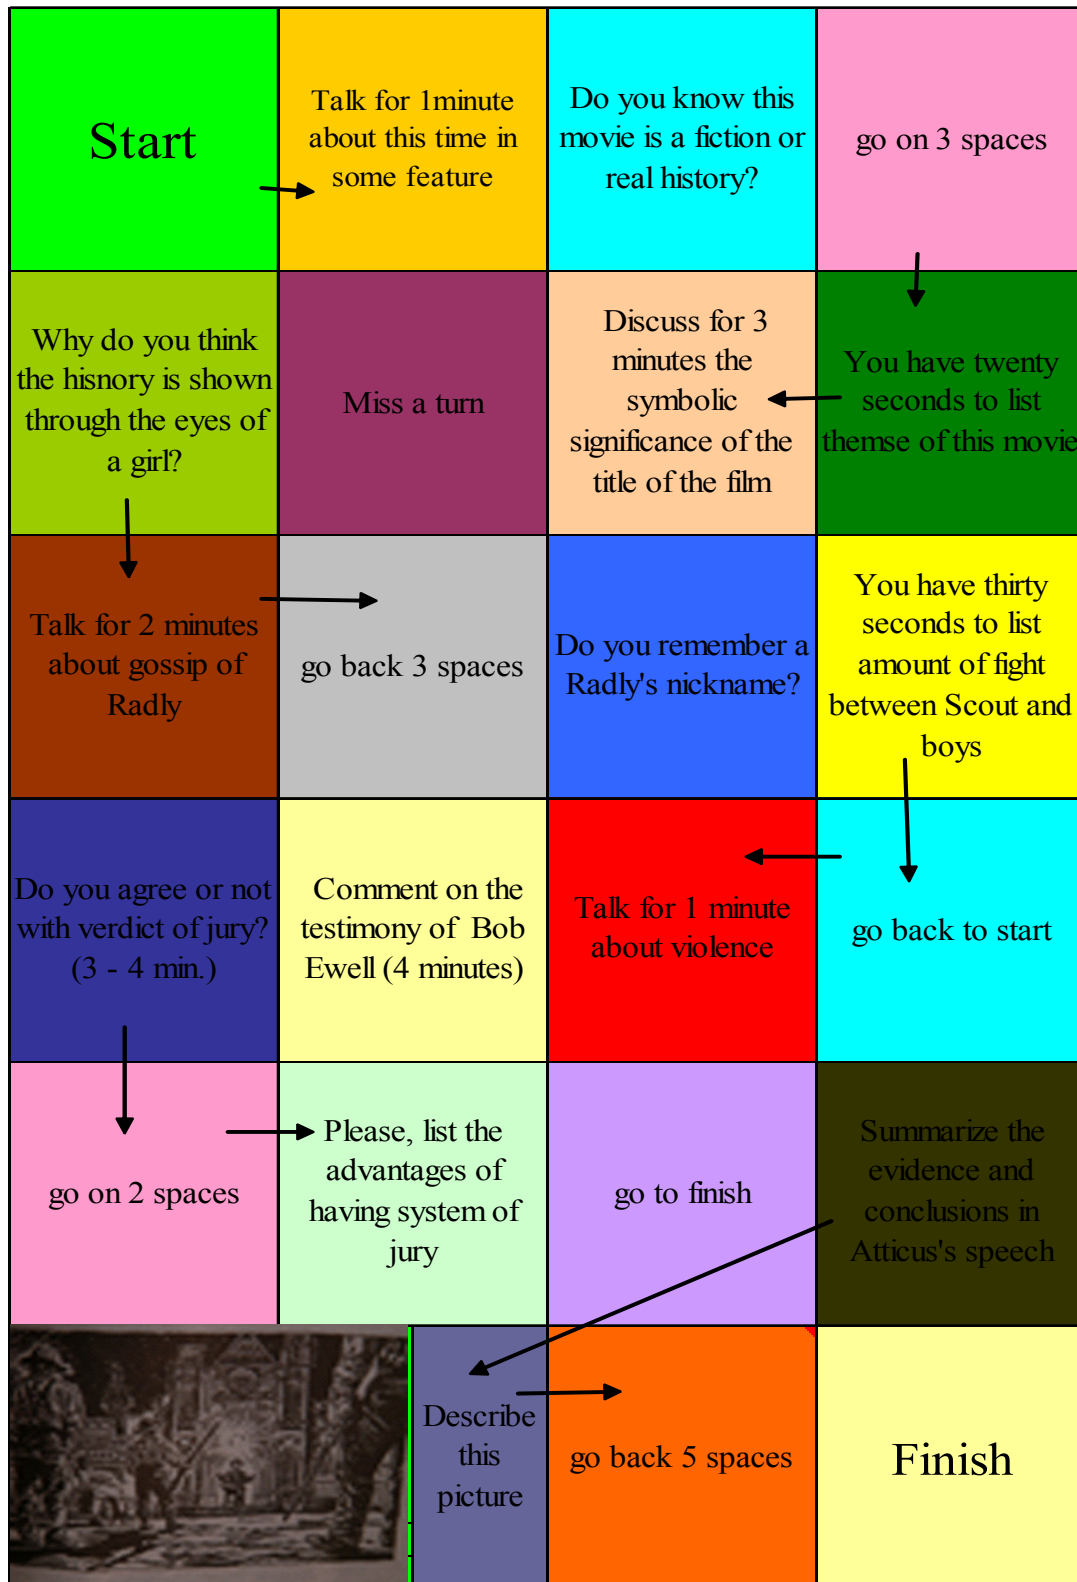 Start
Talk for 1minute
about this time in
some feature
Do you know this
movie is a fiction or
real history?
go on 3 spaces
Why do you think
the hisnory is shown
through the eyes of
a girl?
Miss a turn
Discuss for 3
minutes the
symbolic
significance of the
title of the film
You have twenty
seconds to list
themse of this movie
Talk for 2 minutes
about gossip of
Radly
go back 3 spaces
Do you remember a
Radly's nickname?
You have thirty
seconds to list
amount of fight
between Scout and
boys
Do you agree or not
with verdict of jury?
(3 - 4 min.)
Comment on the
testimony of Bob
Ewell (4 minutes)
Talk for 1 minute
about violence
go back to start
go on 2 spaces
Please, list the
advantages of
having system of
jury
go to finish
Summarize the
evidence and
conclusions in
Atticus's speech
Describe
this
picture
go back 5 spaces
Finish